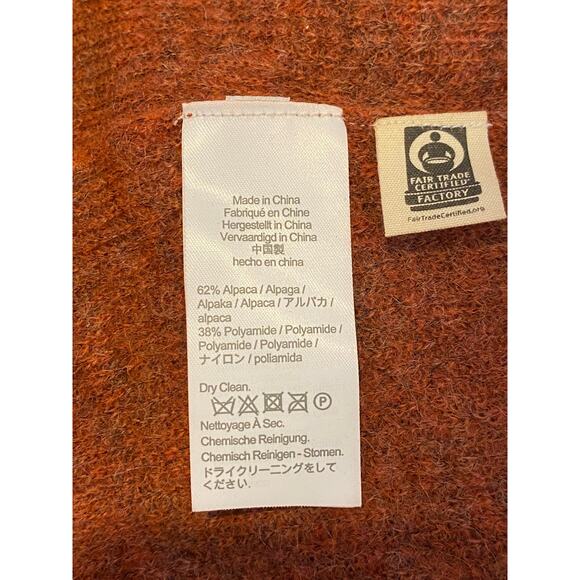 Made in China
Fabriqué en Chine
Hergestellt in China
Vervaardigd in China
中国製
hecho en china
62% Alpaca / Alpaga /
Alpaka / Alpaca / アルパカ /
alpaca
38% Polyamide / Polyamide /
Polyamide / Polyamide /
ナイロン / poliamida
Dry Clean.
P
Nettoyage À Sec.
Chemische Reinigung.
Chemisch Reinigen - Stomen.
ドライクリーニングをして
ください.
FAIR TRADE
CERTIFIED
FACTORY
FairTradeCertified.org